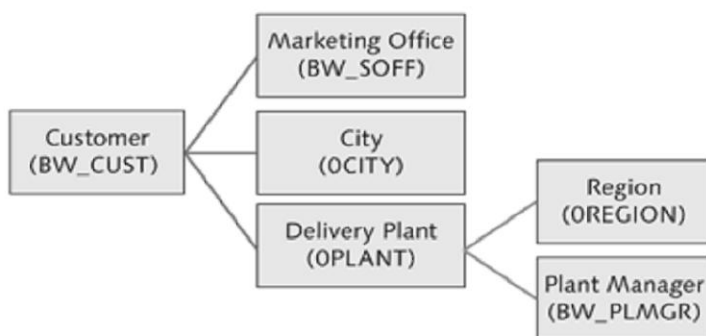 Marketing Office
(BW_SOFF)
Customer
(BW_CUST)
City
(0CITY)
Delivery Plant
(0PLANT)
Region
(0REGION)
Plant Manager
(BW_PLMGR)